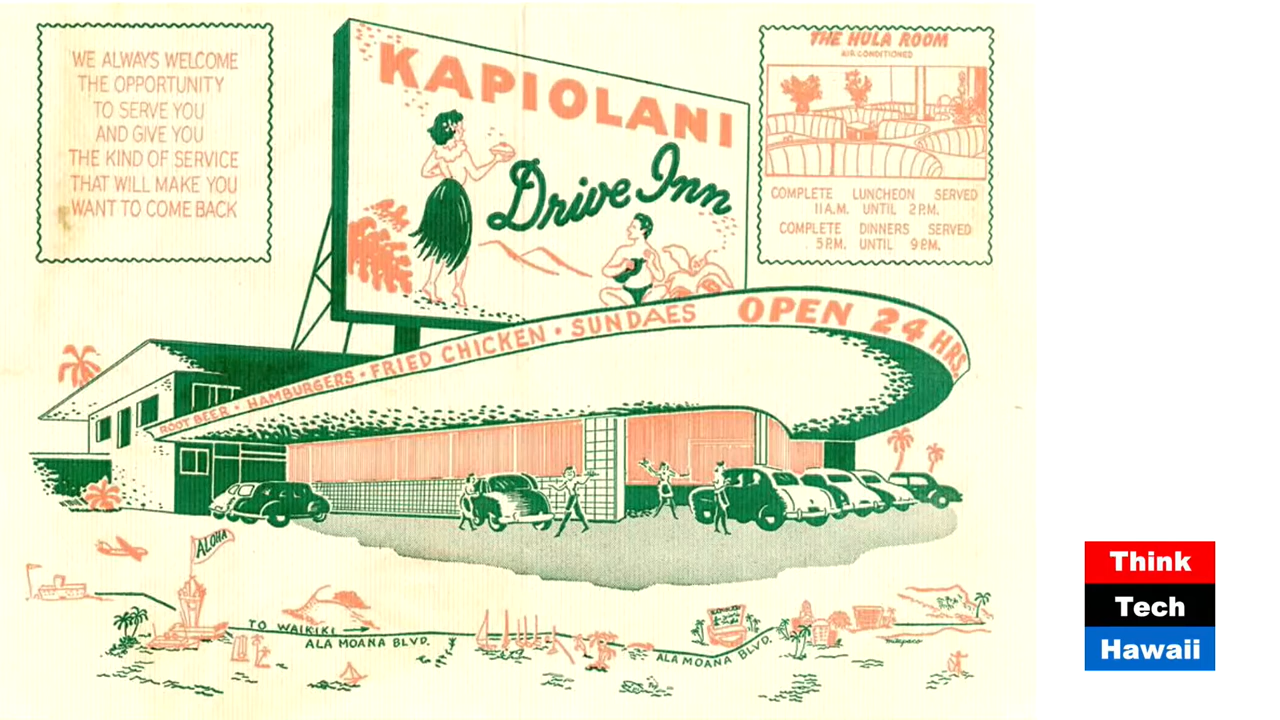 WE ALWAYS WELCOME
THE OPPORTUNITY
TO SERVE YOU
AND GIVE YOU
THE KIND OF SERVICE
THAT WILL MAKE YOU
WANT TO COME BACK
KAPIOLANI
Drive Inn
THE HULA ROOM
AIR CONDITIONED
COMPLETE LUNCHEON SERVED
11 A.M. UNTIL 2 P.M.
COMPLETE DINNERS SERVED
5 P.M. UNTIL 9 P.M.
ROOT BEER • HAMBURGERS • FRIED CHICKEN • SUNDAES OPEN 24 HRS.
ALOHA
TO WAIKIKI
ALA MOANA BLVD.
ALA MOANA BLVD.
Think
Tech
Hawaii